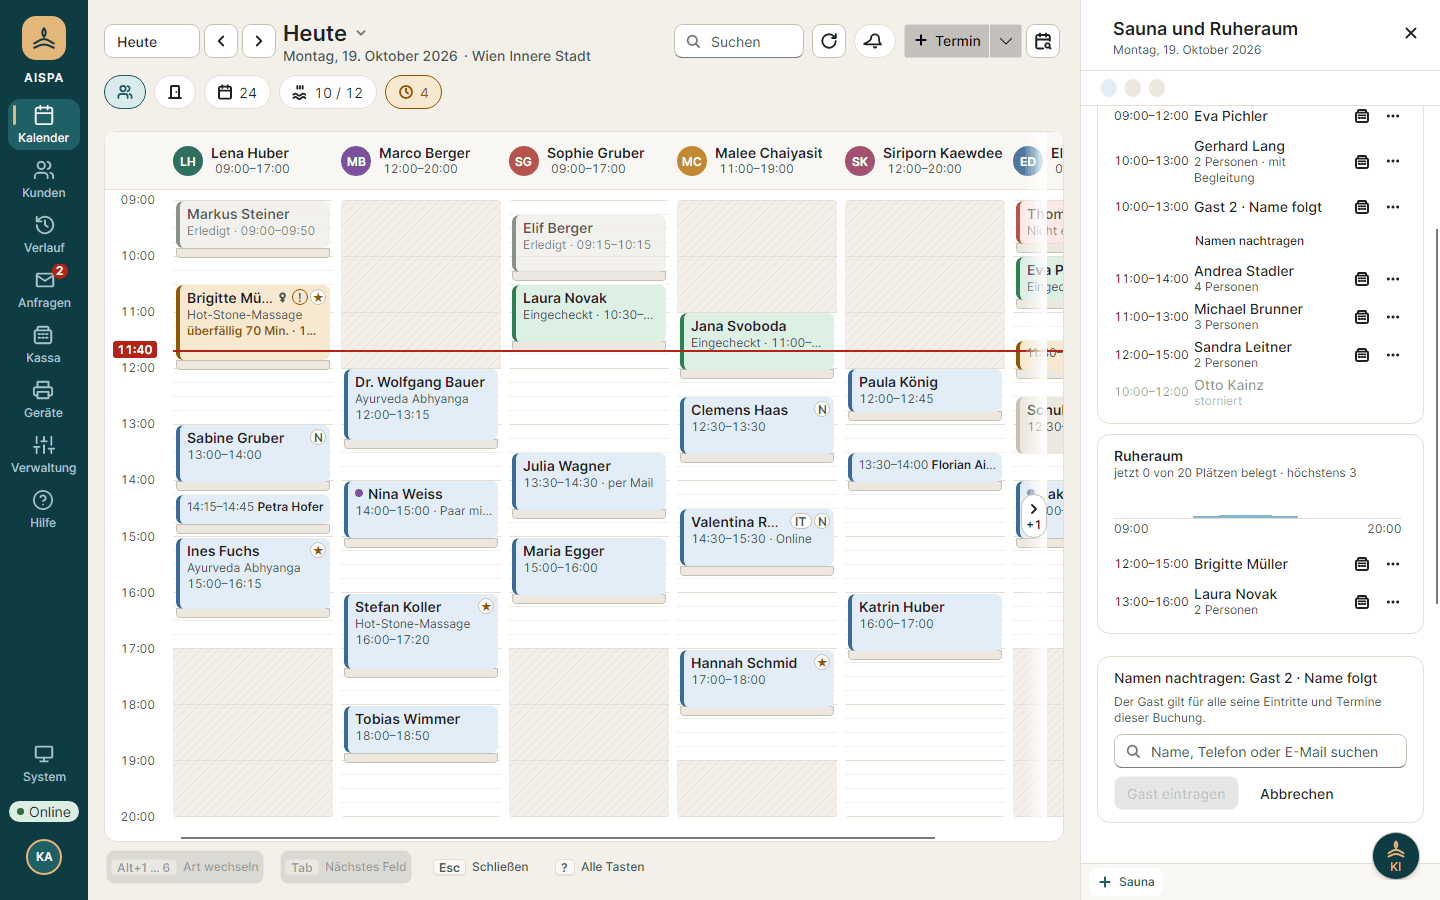 AISPA
Kalender
Kunden
Verlauf
2
Anfragen
Kassa
Geräte
Verwaltung
Hilfe
System
Online
KA
Heute
Heute
Montag, 19. Oktober 2026 · Wien Innere Stadt
Suchen
Termin
24
10 / 12
4
LH
Lena Huber
09:00–17:00
MB
Marco Berger
12:00–20:00
SG
Sophie Gruber
09:00–17:00
MC
Malee Chaiyasit
11:00–19:00
SK
Siriporn Kaewdee
12:00–20:00
ED
09:00
10:00
11:00
11:40
12:00
13:00
14:00
15:00
16:00
17:00
18:00
19:00
20:00
Markus Steiner
Erledigt · 09:00–09:50
Brigitte Mü...
Hot-Stone-Massage
überfällig 70 Min. · 1...
Sabine Gruber N
13:00–14:00
14:15–14:45 Petra Hofer
Ines Fuchs
Ayurveda Abhyanga
15:00–16:15
Dr. Wolfgang Bauer
Ayurveda Abhyanga
12:00–13:15
Nina Weiss
14:00–15:00 · Paar mi...
Stefan Koller
Hot-Stone-Massage
16:00–17:20
Tobias Wimmer
18:00–18:50
Elif Berger
Erledigt · 09:15–10:15
Laura Novak
Eingecheckt · 10:30–...
Julia Wagner
13:30–14:30 · per Mail
Maria Egger
15:00–16:00
Jana Svoboda
Eingecheckt · 11:00–...
Clemens Haas N
12:30–13:30
Valentina R... IT N
14:30–15:30 · Online
Hannah Schmid
17:00–18:00
Paula König
12:00–12:45
13:30–14:00 Florian Ai...
Katrin Huber
16:00–17:00
Thom
Nicht e
Eva P
Eingec
11:30
Schul
12:30
+1
Alt+1 ... 6 Art wechseln
Tab Nächstes Feld
Esc Schließen
? Alle Tasten
Sauna und Ruheraum
Montag, 19. Oktober 2026
09:00–12:00 Eva Pichler
10:00–13:00 Gerhard Lang
2 Personen · mit
Begleitung
10:00–13:00 Gast 2 · Name folgt
Namen nachtragen
11:00–14:00 Andrea Stadler
4 Personen
11:00–13:00 Michael Brunner
3 Personen
12:00–15:00 Sandra Leitner
2 Personen
10:00–12:00 Otto Kainz
storniert
Ruheraum
jetzt 0 von 20 Plätzen belegt · höchstens 3
09:00 20:00
12:00–15:00 Brigitte Müller
13:00–16:00 Laura Novak
2 Personen
Namen nachtragen: Gast 2 · Name folgt
Der Gast gilt für alle seine Eintritte und Termine
dieser Buchung.
Name, Telefon oder E-Mail suchen
Gast eintragen
Abbrechen
KI
Sauna